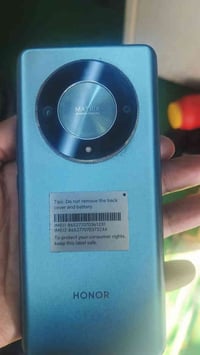 MATRIX
Tips: Do not remove the back
cover and battery.
To protect your consumer rights,
keep this label safe.
HONOR